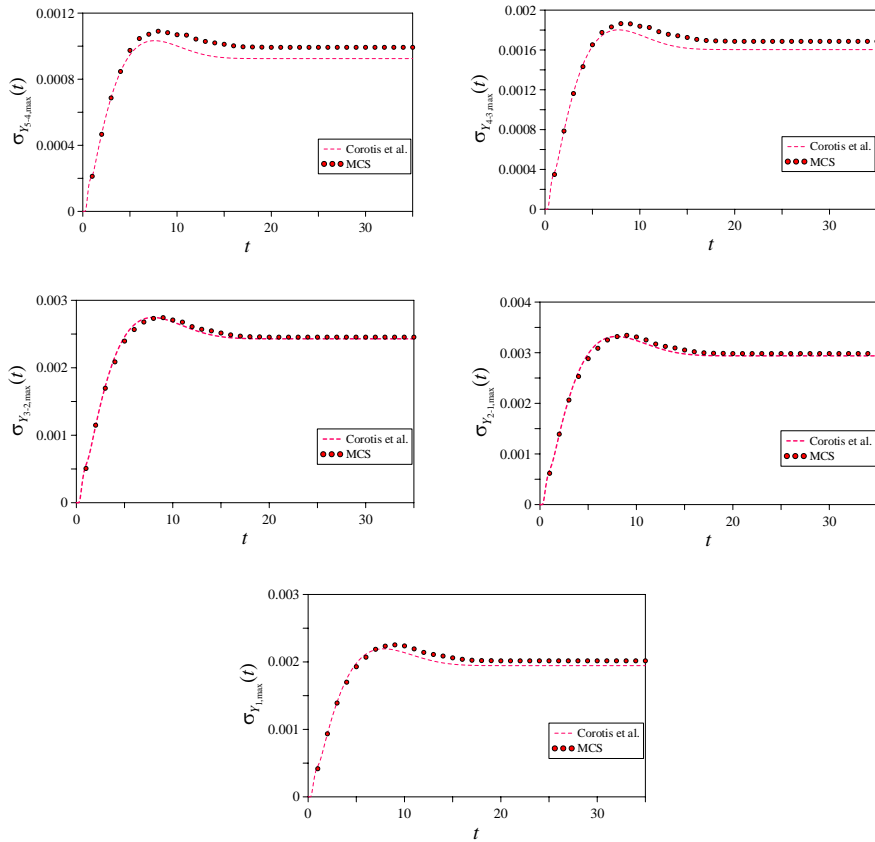 0.0012
0.0008
0.0004
0
σY5-4,max(t)
Corotis et al.
MCS
0 10 20 30
t
0.002
0.0016
0.0012
0.0008
0.0004
0
σY4-3,max(t)
Corotis et al.
MCS
0 10 20 30
t
0.003
0.002
0.001
0
σY3-2,max(t)
Corotis et al.
MCS
0 10 20 30
t
0.004
0.003
0.002
0.001
0
σY2-1,max(t)
Corotis et al.
MCS
0 10 20 30
t
0.003
0.002
0.001
0
σY1,max(t)
Corotis et al.
MCS
0 10 20 30
t